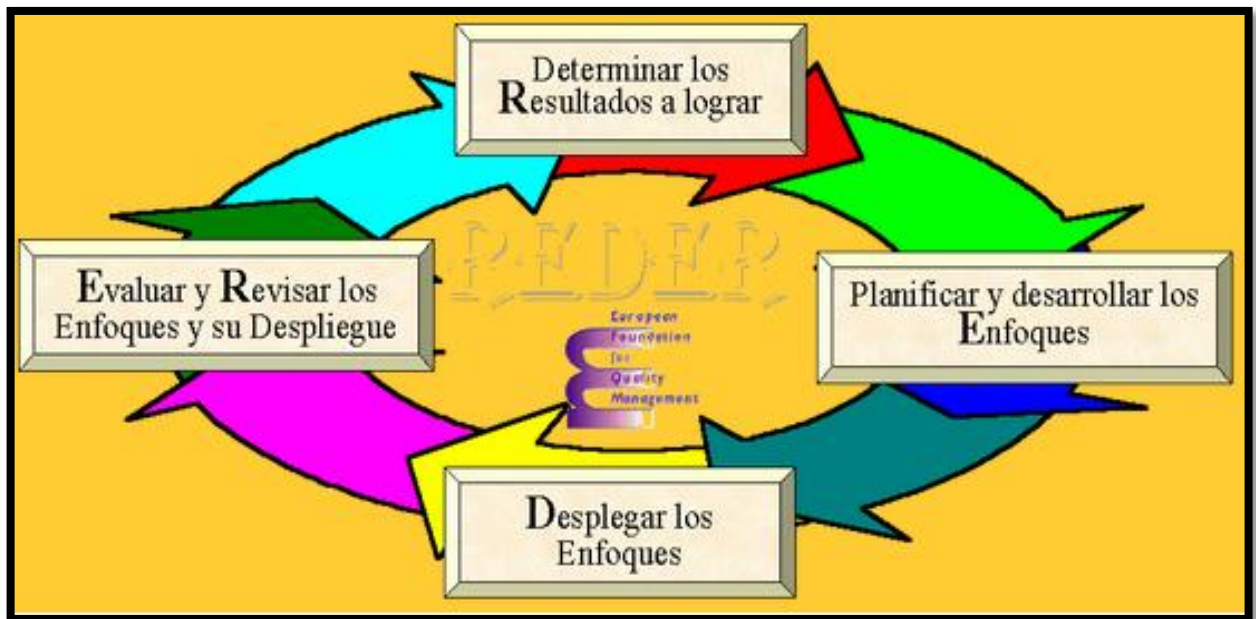 Determinar los
Resultados a lograr
Evaluar y Revisar los
Enfoques y su Despliegue
REDER
European
Foundation
for
Quality
Management
Planificar y desarrollar los
Enfoques
Desplegar los
Enfoques